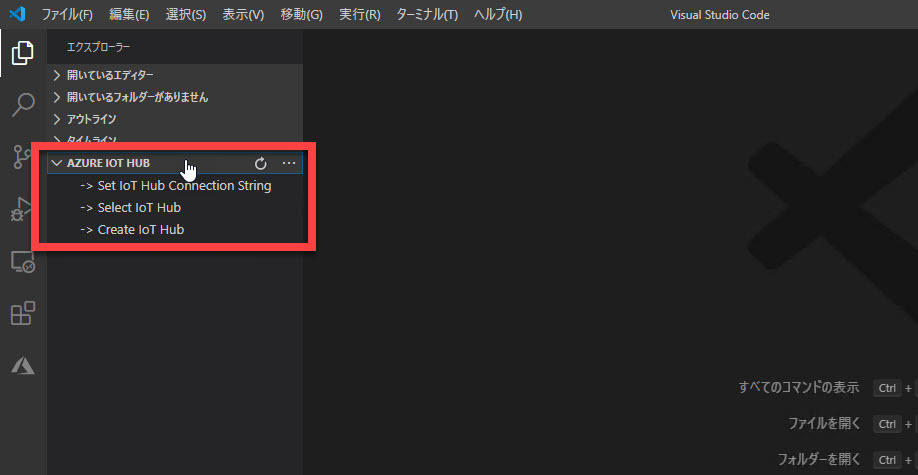 ファイル(F) 編集(E) 選択(S) 表示(V) 移動(G) 実行(R) ターミナル(T) ヘルプ(H) Visual Studio Code
エクスプローラー
開いているエディター
開いているフォルダーがありません
アウトライン
タイムライン
AZURE IOT HUB
-> Set IoT Hub Connection String
-> Select IoT Hub
-> Create IoT Hub
すべてのコマンドの表示 Ctrl +
ファイルを開く Ctrl +
フォルダーを開く Ctrl +